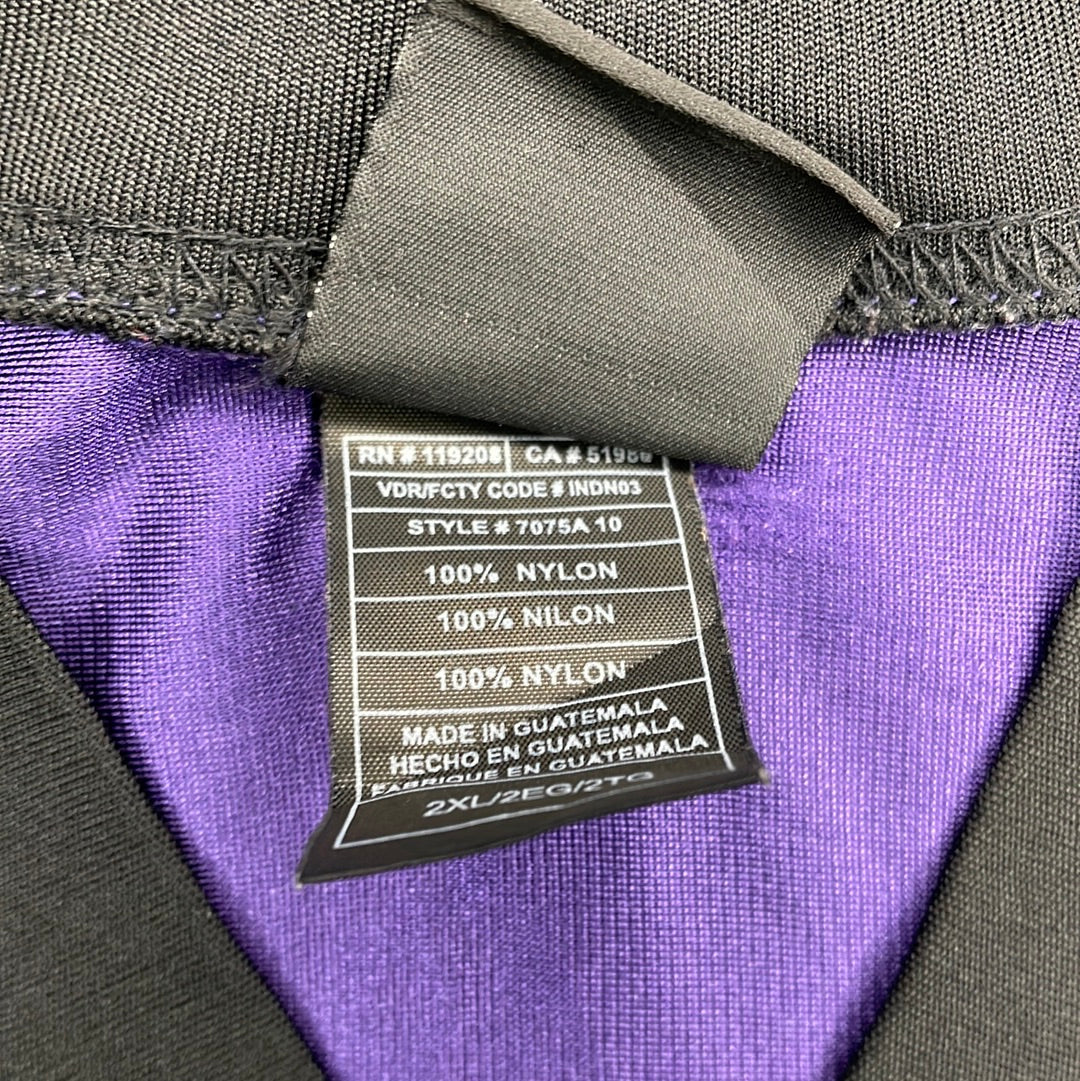 RN # 119208 CA # 51986
VDR/FCTY CODE # INDN03
STYLE # 7075A 10
100% NYLON
100% NILON
100% NYLON
MADE IN GUATEMALA
HECHO EN GUATEMALA
FABRIQUE EN GUATEMALA
2XL/2EG/2TG